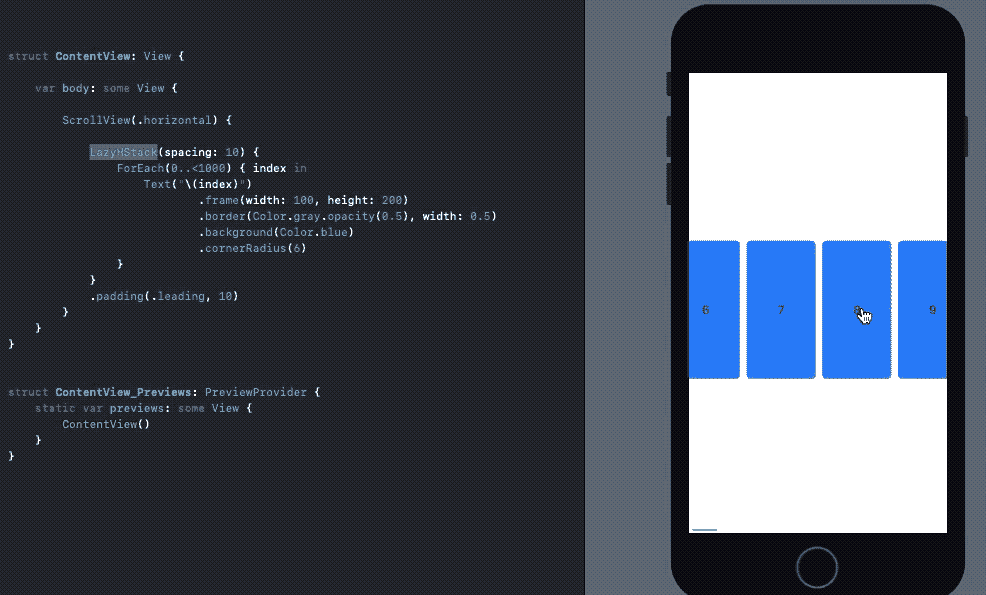 struct ContentView: View {
var body: some View {
ScrollView(.horizontal) {
LazyHStack(spacing: 10) {
ForEach(0..<1000) { index in
Text("\(index)")
.frame(width: 100, height: 200)
.border(Color.gray.opacity(0.5), width: 0.5)
.background(Color.blue)
.cornerRadius(6)
}
}
.padding(.leading, 10)
}
}
}
struct ContentView_Previews: PreviewProvider {
static var previews: some View {
ContentView()
}
}
6 7 8 9